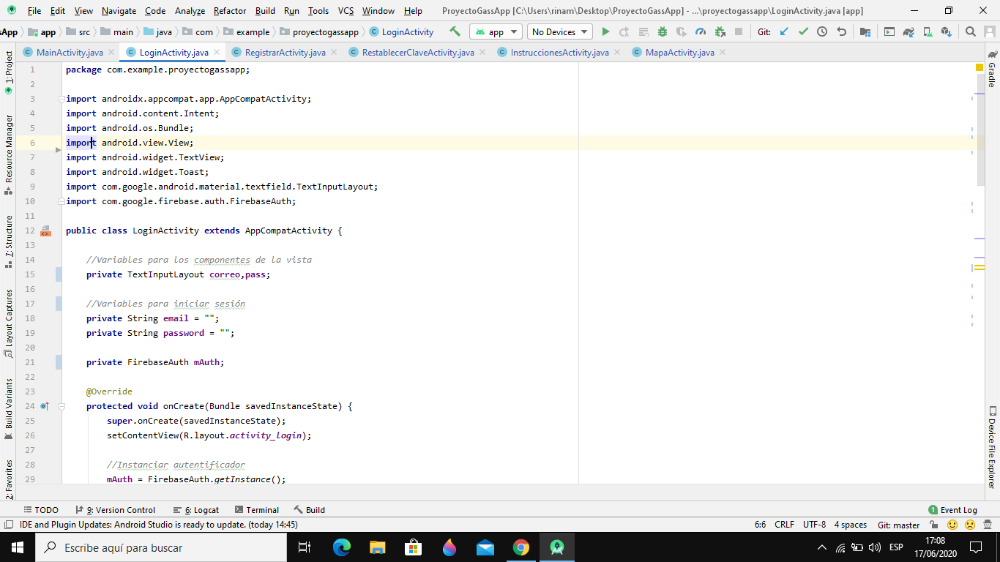 File Edit View Navigate Code Analyze Refactor Build Run Tools VCS Window Help ProyectoGassApp [C:\Users\rinam\Desktop\ProyectoGassApp] - ...\proyectogassapp\LoginActivity.java [app]
sApp app src main java com example proyectogassapp LoginActivity app No Devices Git:
MainActivity.java LoginActivity.java RegistrarActivity.java RestablecerClaveActivity.java InstruccionesActivity.java MapaActivity.java
1: Project
Resource Manager
7: Structure
Layout Captures
Build Variants
2: Favorites
1 package com.example.proyectogassapp;
2
3 import androidx.appcompat.app.AppCompatActivity;
4 import android.content.Intent;
5 import android.os.Bundle;
6 import android.view.View;
7 import android.widget.TextView;
8 import android.widget.Toast;
9 import com.google.android.material.textfield.TextInputLayout;
10 import com.google.firebase.auth.FirebaseAuth;
11
12 public class LoginActivity extends AppCompatActivity {
13
14 //Variables para los componentes de la vista
15 private TextInputLayout correo,pass;
16
17 //Variables para iniciar sesión
18 private String email = "";
19 private String password = "";
20
21 private FirebaseAuth mAuth;
22
23 @Override
24 protected void onCreate(Bundle savedInstanceState) {
25 super.onCreate(savedInstanceState);
26 setContentView(R.layout.activity_login);
27
28 //Instanciar autentificador
29 mAuth = FirebaseAuth.getInstance();
Gradle
Device File Explorer
TODO 9: Version Control 6: Logcat Terminal Build 1 Event Log
IDE and Plugin Updates: Android Studio is ready to update. (today 14:45) 6:6 CRLF UTF-8 4 spaces Git: master
Escribe aquí para buscar ESP 17:08
17/06/2020